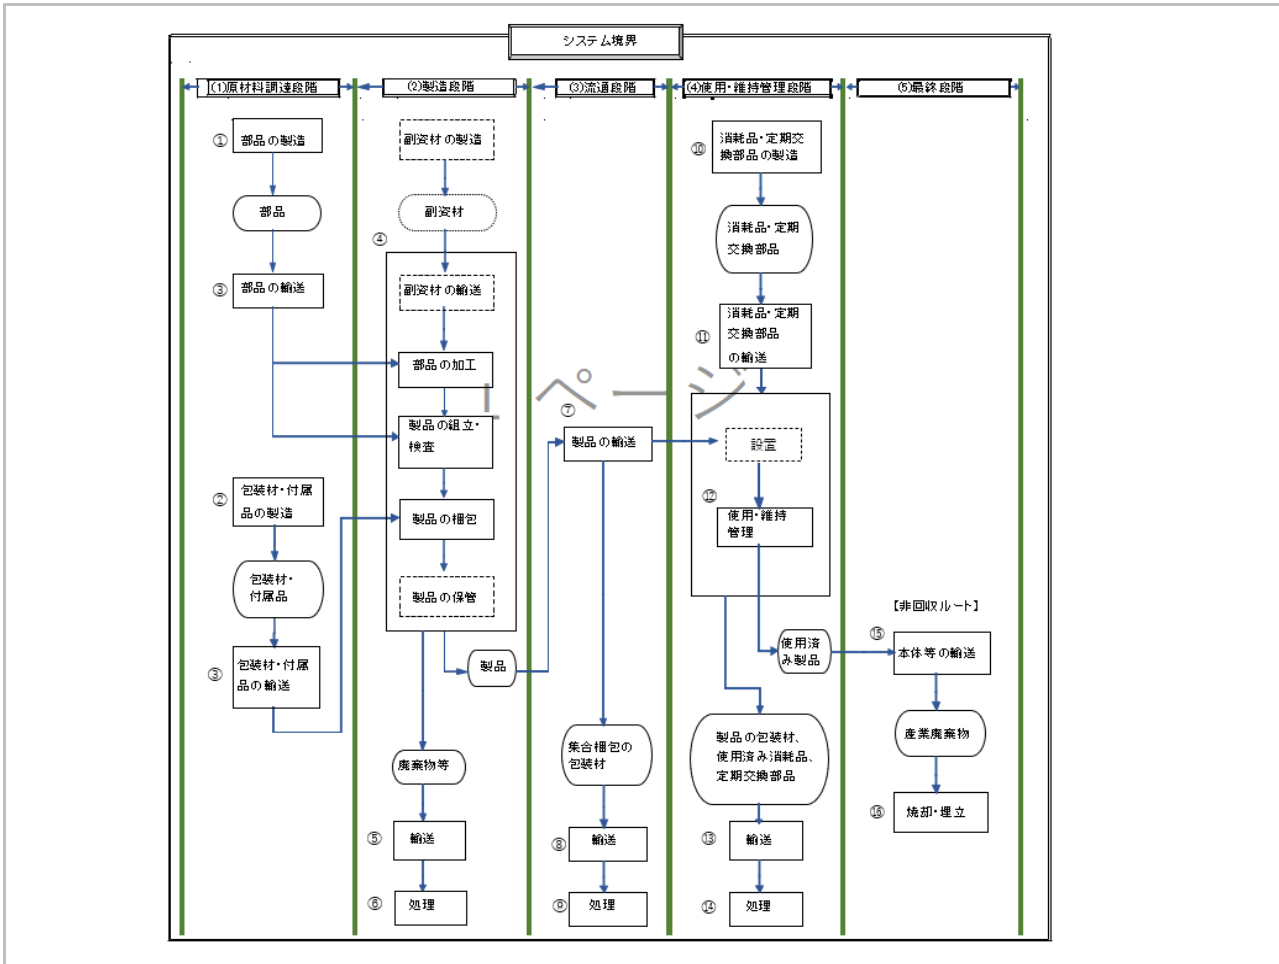 システム境界
(1)原材料調達段階
(2)製造段階
(3)流通段階
(4)使用・維持管理段階
(5)最終段階
①
部品の製造
部品
③
部品の輸送
②
包装材・付属
品の製造
包装材・
付属品
③
包装材・付属
品の輸送
副資材の製造
副資材
④
副資材の輸送
部品の加工
製品の組立・
検査
製品の梱包
製品の保管
製品
廃棄物等
⑤
輸送
⑥
処理
⑦
製品の輸送
集合梱包の
包装材
⑧
輸送
⑨
処理
⑩
消耗品・定期交
換部品の製造
消耗品・定期
交換部品
⑪
消耗品・定期
交換部品
の輸送
設置
⑫
使用・維持
管理
使用済
み製品
製品の包装材、
使用済み消耗品、
定期交換部品
⑬
輸送
⑭
処理
【非回収ルート】
⑮
本体等の輸送
産業廃棄物
⑯
焼却・埋立
ページ